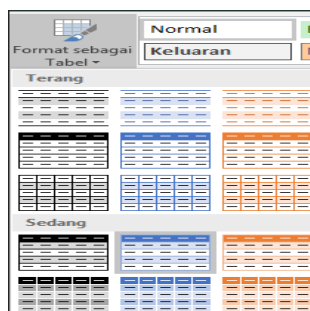 Normal
Format sebagai
Tabel
Keluaran
Terang
Sedang